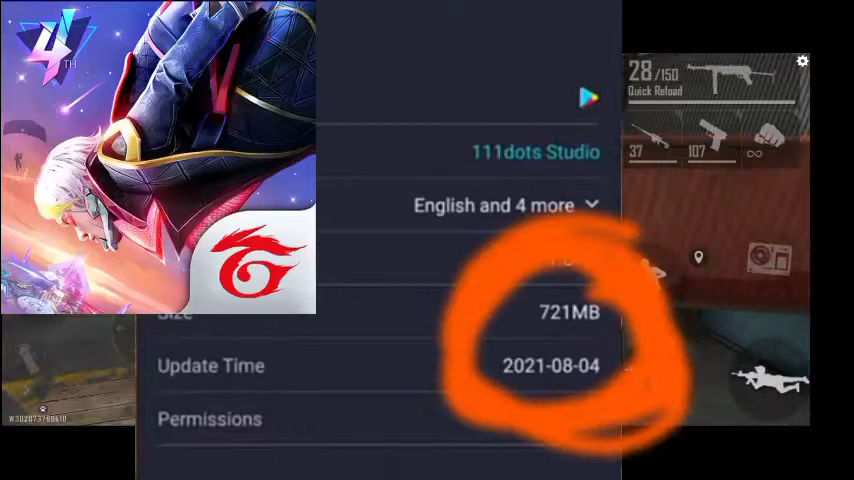 4TH
111dots Studio
English and 4 more
Size
721MB
Update Time
2021-08-04
Permissions
28/150
Quick Reload
37
107
∞